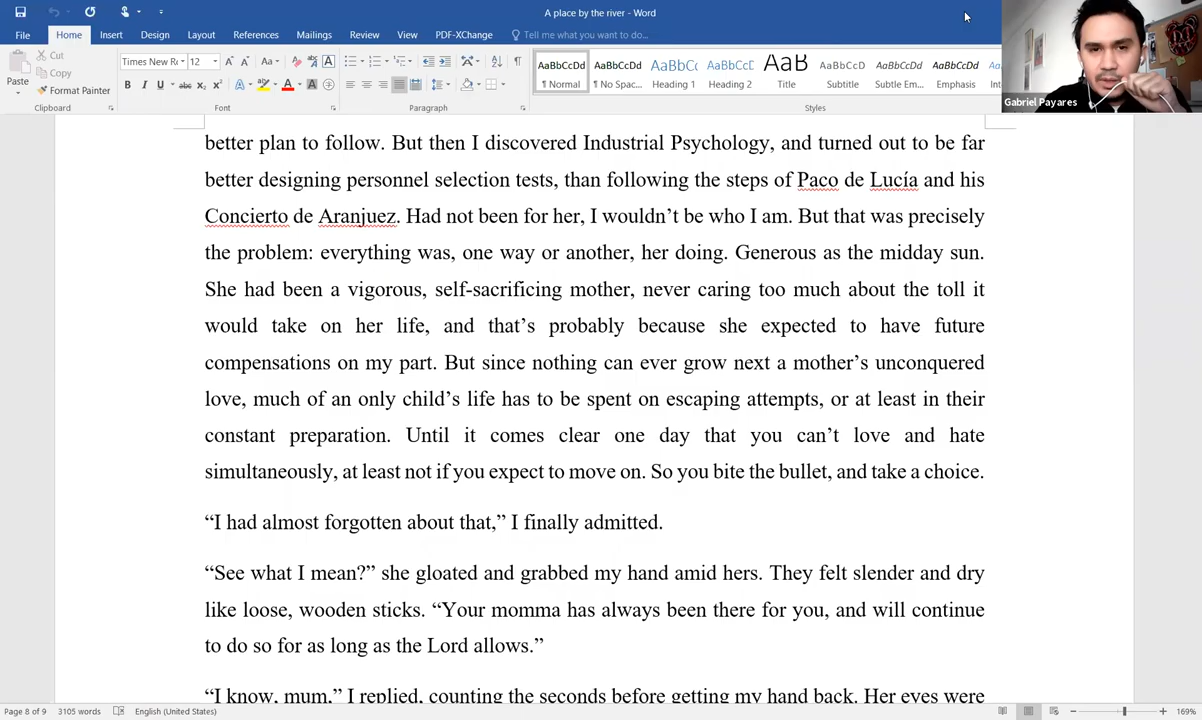 A place by the river - Word
File Home Insert Design Layout References Mailings Review View PDF-XChange Tell me what you want to do...
Paste
Cut
Copy
Format Painter
Clipboard
Times New Ro 12
Font
Paragraph
AaBbCcDd AaBbCcDd AaBbCc AaBbCcD AaB AaBbCcD AaBbCcDd AaBbCcDd
¶ Normal ¶ No Spac... Heading 1 Heading 2 Title Subtitle Subtle Em... Emphasis
Styles
Gabriel Payares
better plan to follow. But then I discovered Industrial Psychology, and turned out to be far
better designing personnel selection tests, than following the steps of Paco de Lucía and his
Concierto de Aranjuez. Had not been for her, I wouldn’t be who I am. But that was precisely
the problem: everything was, one way or another, her doing. Generous as the midday sun.
She had been a vigorous, self-sacrificing mother, never caring too much about the toll it
would take on her life, and that’s probably because she expected to have future
compensations on my part. But since nothing can ever grow next a mother’s unconquered
love, much of an only child’s life has to be spent on escaping attempts, or at least in their
constant preparation. Until it comes clear one day that you can’t love and hate
simultaneously, at least not if you expect to move on. So you bite the bullet, and take a choice.
“I had almost forgotten about that,” I finally admitted.
“See what I mean?” she gloated and grabbed my hand amid hers. They felt slender and dry
like loose, wooden sticks. “Your momma has always been there for you, and will continue
to do so for as long as the Lord allows.”
“I know, mum,” I replied, counting the seconds before getting my hand back. Her eyes were
Page 8 of 9 3105 words English (United States) 169%